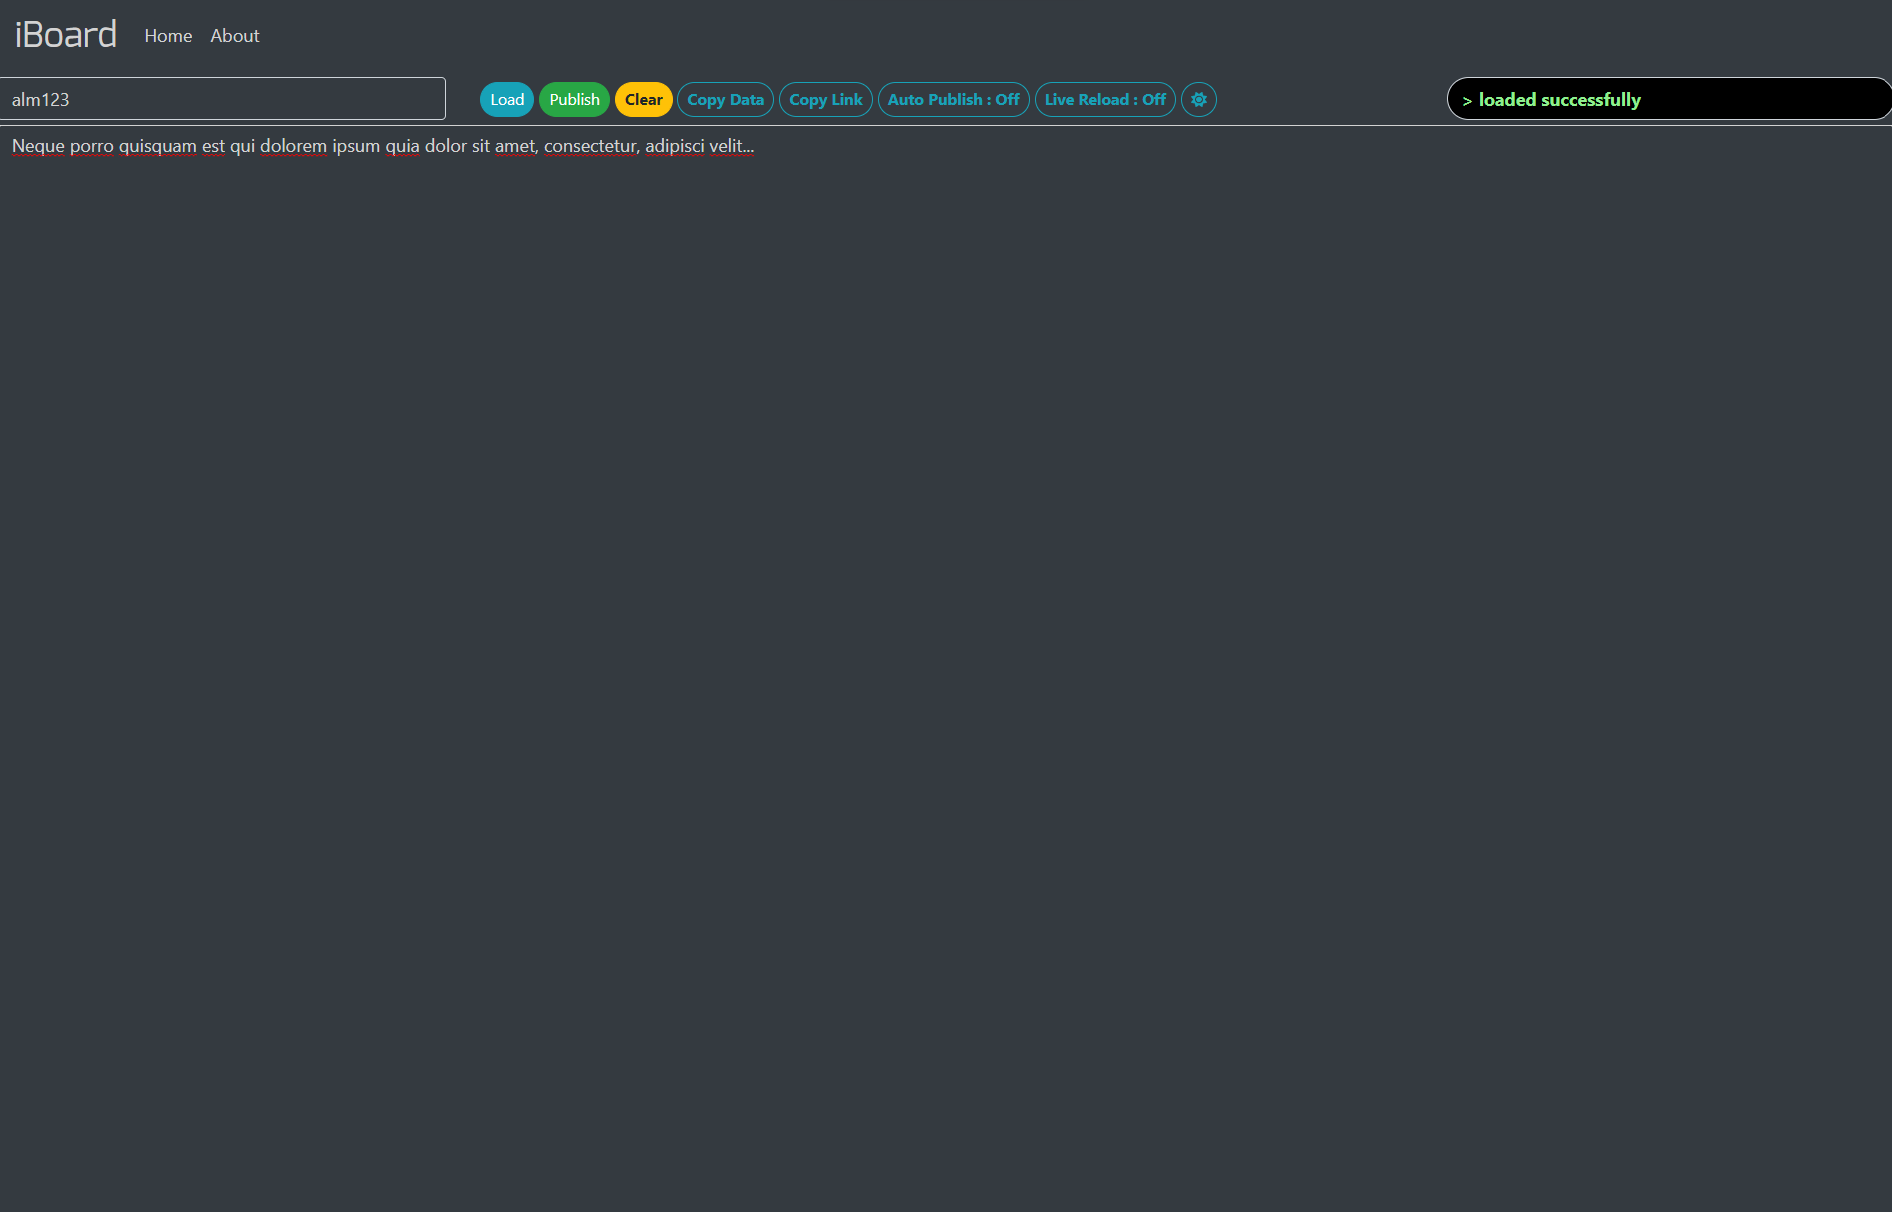 iBoard Home About
alm123 Load Publish Clear Copy Data Copy Link Auto Publish : Off Live Reload : Off > loaded successfully
Neque porro quisquam est qui dolorem ipsum quia dolor sit amet, consectetur, adipisci velit...